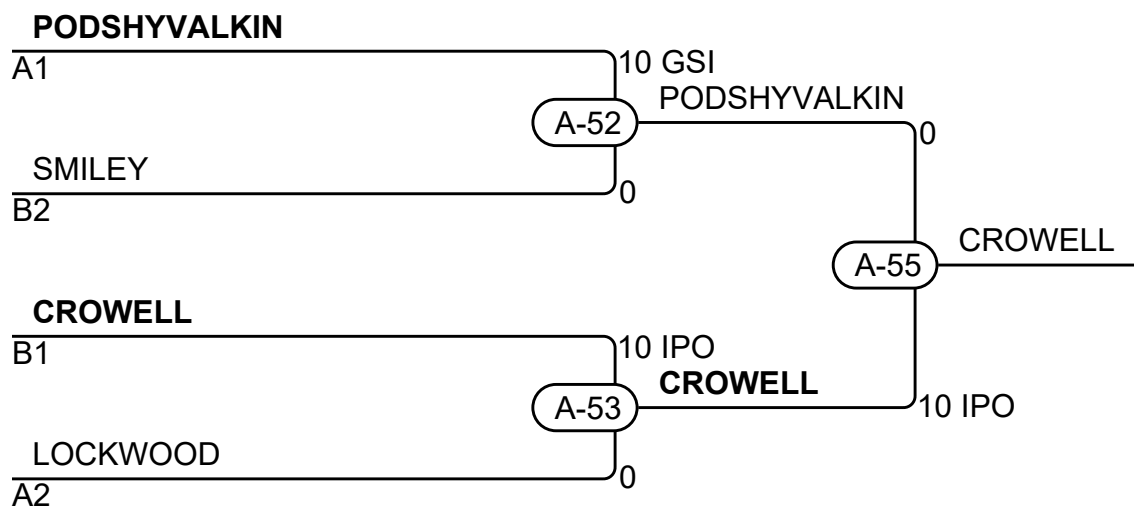 PODSHYVALKIN
A1
10 GSI
PODSHYVALKIN
A-52
0
SMILEY
B2
0
CROWELL
A-55
CROWELL
B1
10 IPO
CROWELL
A-53
10 IPO
LOCKWOOD
A2
0